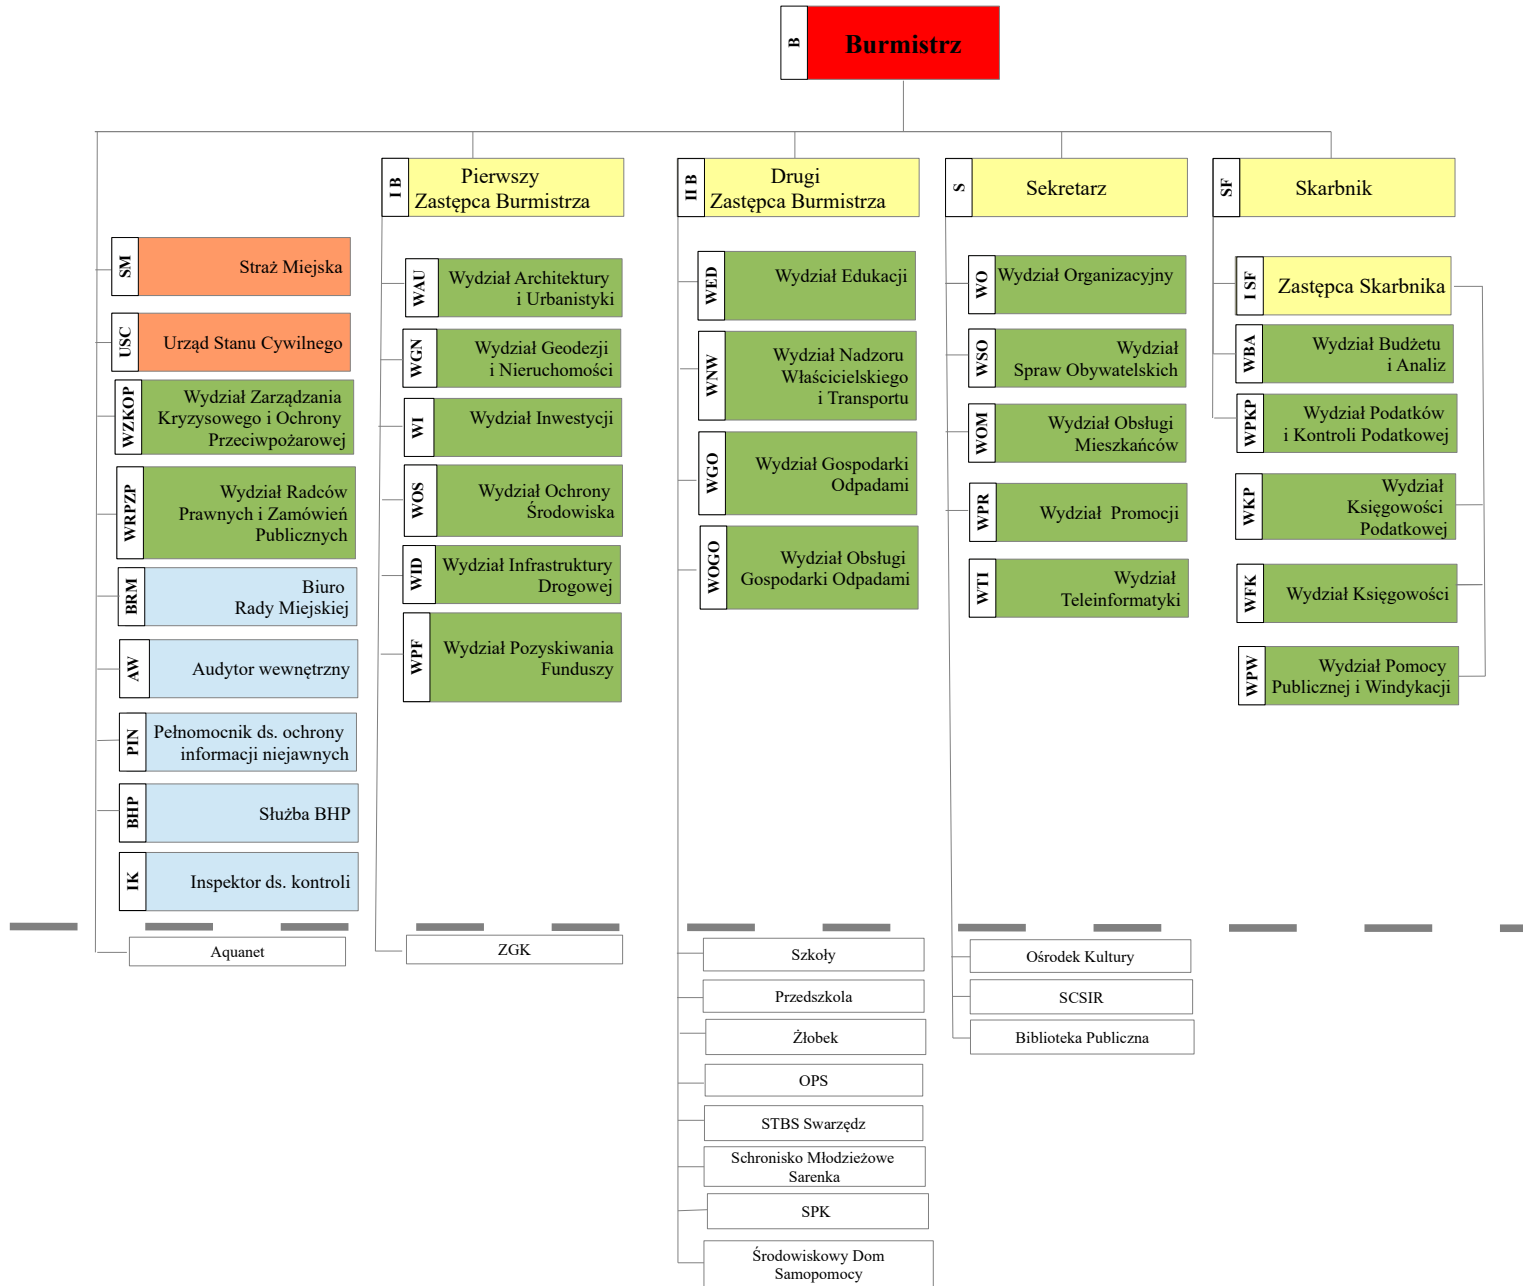 B
Burmistrz
I B
Pierwszy
Zastępca Burmistrza
II B
Drugi
Zastępca Burmistrza
S
Sekretarz
SF
Skarbnik
SM
Straż Miejska
USC
Urząd Stanu Cywilnego
WZKOP
Wydział Zarządzania
Kryzysowego i Ochrony
Przeciwpożarowej
WRPZP
Wydział Radców
Prawnych i Zamówień
Publicznych
BRM
Biuro
Rady Miejskiej
AW
Audytor wewnętrzny
PIN
Pełnomocnik ds. ochrony
informacji niejawnych
BHP
Służba BHP
IK
Inspektor ds. kontroli
Aquanet
WAU
Wydział Architektury
i Urbanistyki
WGN
Wydział Geodezji
i Nieruchomości
WI
Wydział Inwestycji
WOS
Wydział Ochrony
Środowiska
WID
Wydział Infrastruktury
Drogowej
WPF
Wydział Pozyskiwania
Funduszy
ZGK
WED
Wydział Edukacji
WNW
Wydział Nadzoru
Właścicielskiego
i Transportu
WGO
Wydział Gospodarki
Odpadami
WOGO
Wydział Obsługi
Gospodarki Odpadami
Szkoły
Przedszkola
Żłobek
OPS
STBS Swarzędz
Schronisko Młodzieżowe
Sarenka
SPK
Środowiskowy Dom
Samopomocy
WO
Wydział Organizacyjny
WSO
Wydział
Spraw Obywatelskich
WOM
Wydział Obsługi
Mieszkańców
WPR
Wydział Promocji
WTI
Wydział
Teleinformatyki
Ośrodek Kultury
SCSIR
Biblioteka Publiczna
I SF
Zastępca Skarbnika
WBA
Wydział Budżetu
i Analiz
WPKP
Wydział Podatków
i Kontroli Podatkowej
WKP
Wydział
Księgowości
Podatkowej
WFK
Wydział Księgowości
WPW
Wydział Pomocy
Publicznej i Windykacji